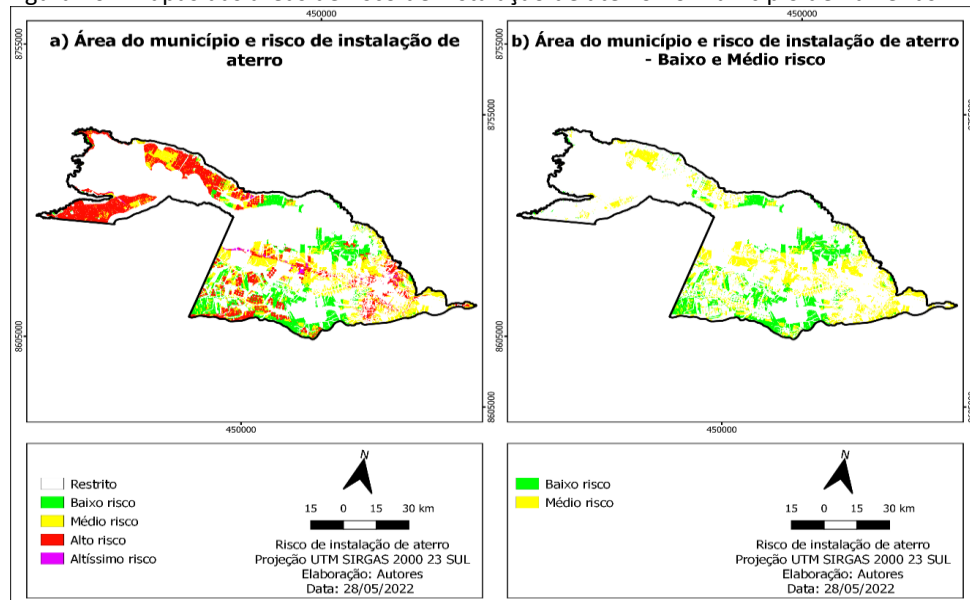 450000
450000
a) Área do município e risco de instalação de
aterro
b) Área do município e risco de instalação de aterro
- Baixo e Médio risco
8755000
8755000
8605000
8605000
450000
450000
Restrito
Baixo risco
Médio risco
Alto risco
Altíssimo risco
N
15 0 15 30 km
Risco de instalação de aterro
Projeção UTM SIRGAS 2000 23 SUL
Elaboração: Autores
Data: 28/05/2022
Baixo risco
Médio risco
N
15 0 15 30 km
Risco de instalação de aterro
Projeção UTM SIRGAS 2000 23 SUL
Elaboração: Autores
Data: 28/05/2022